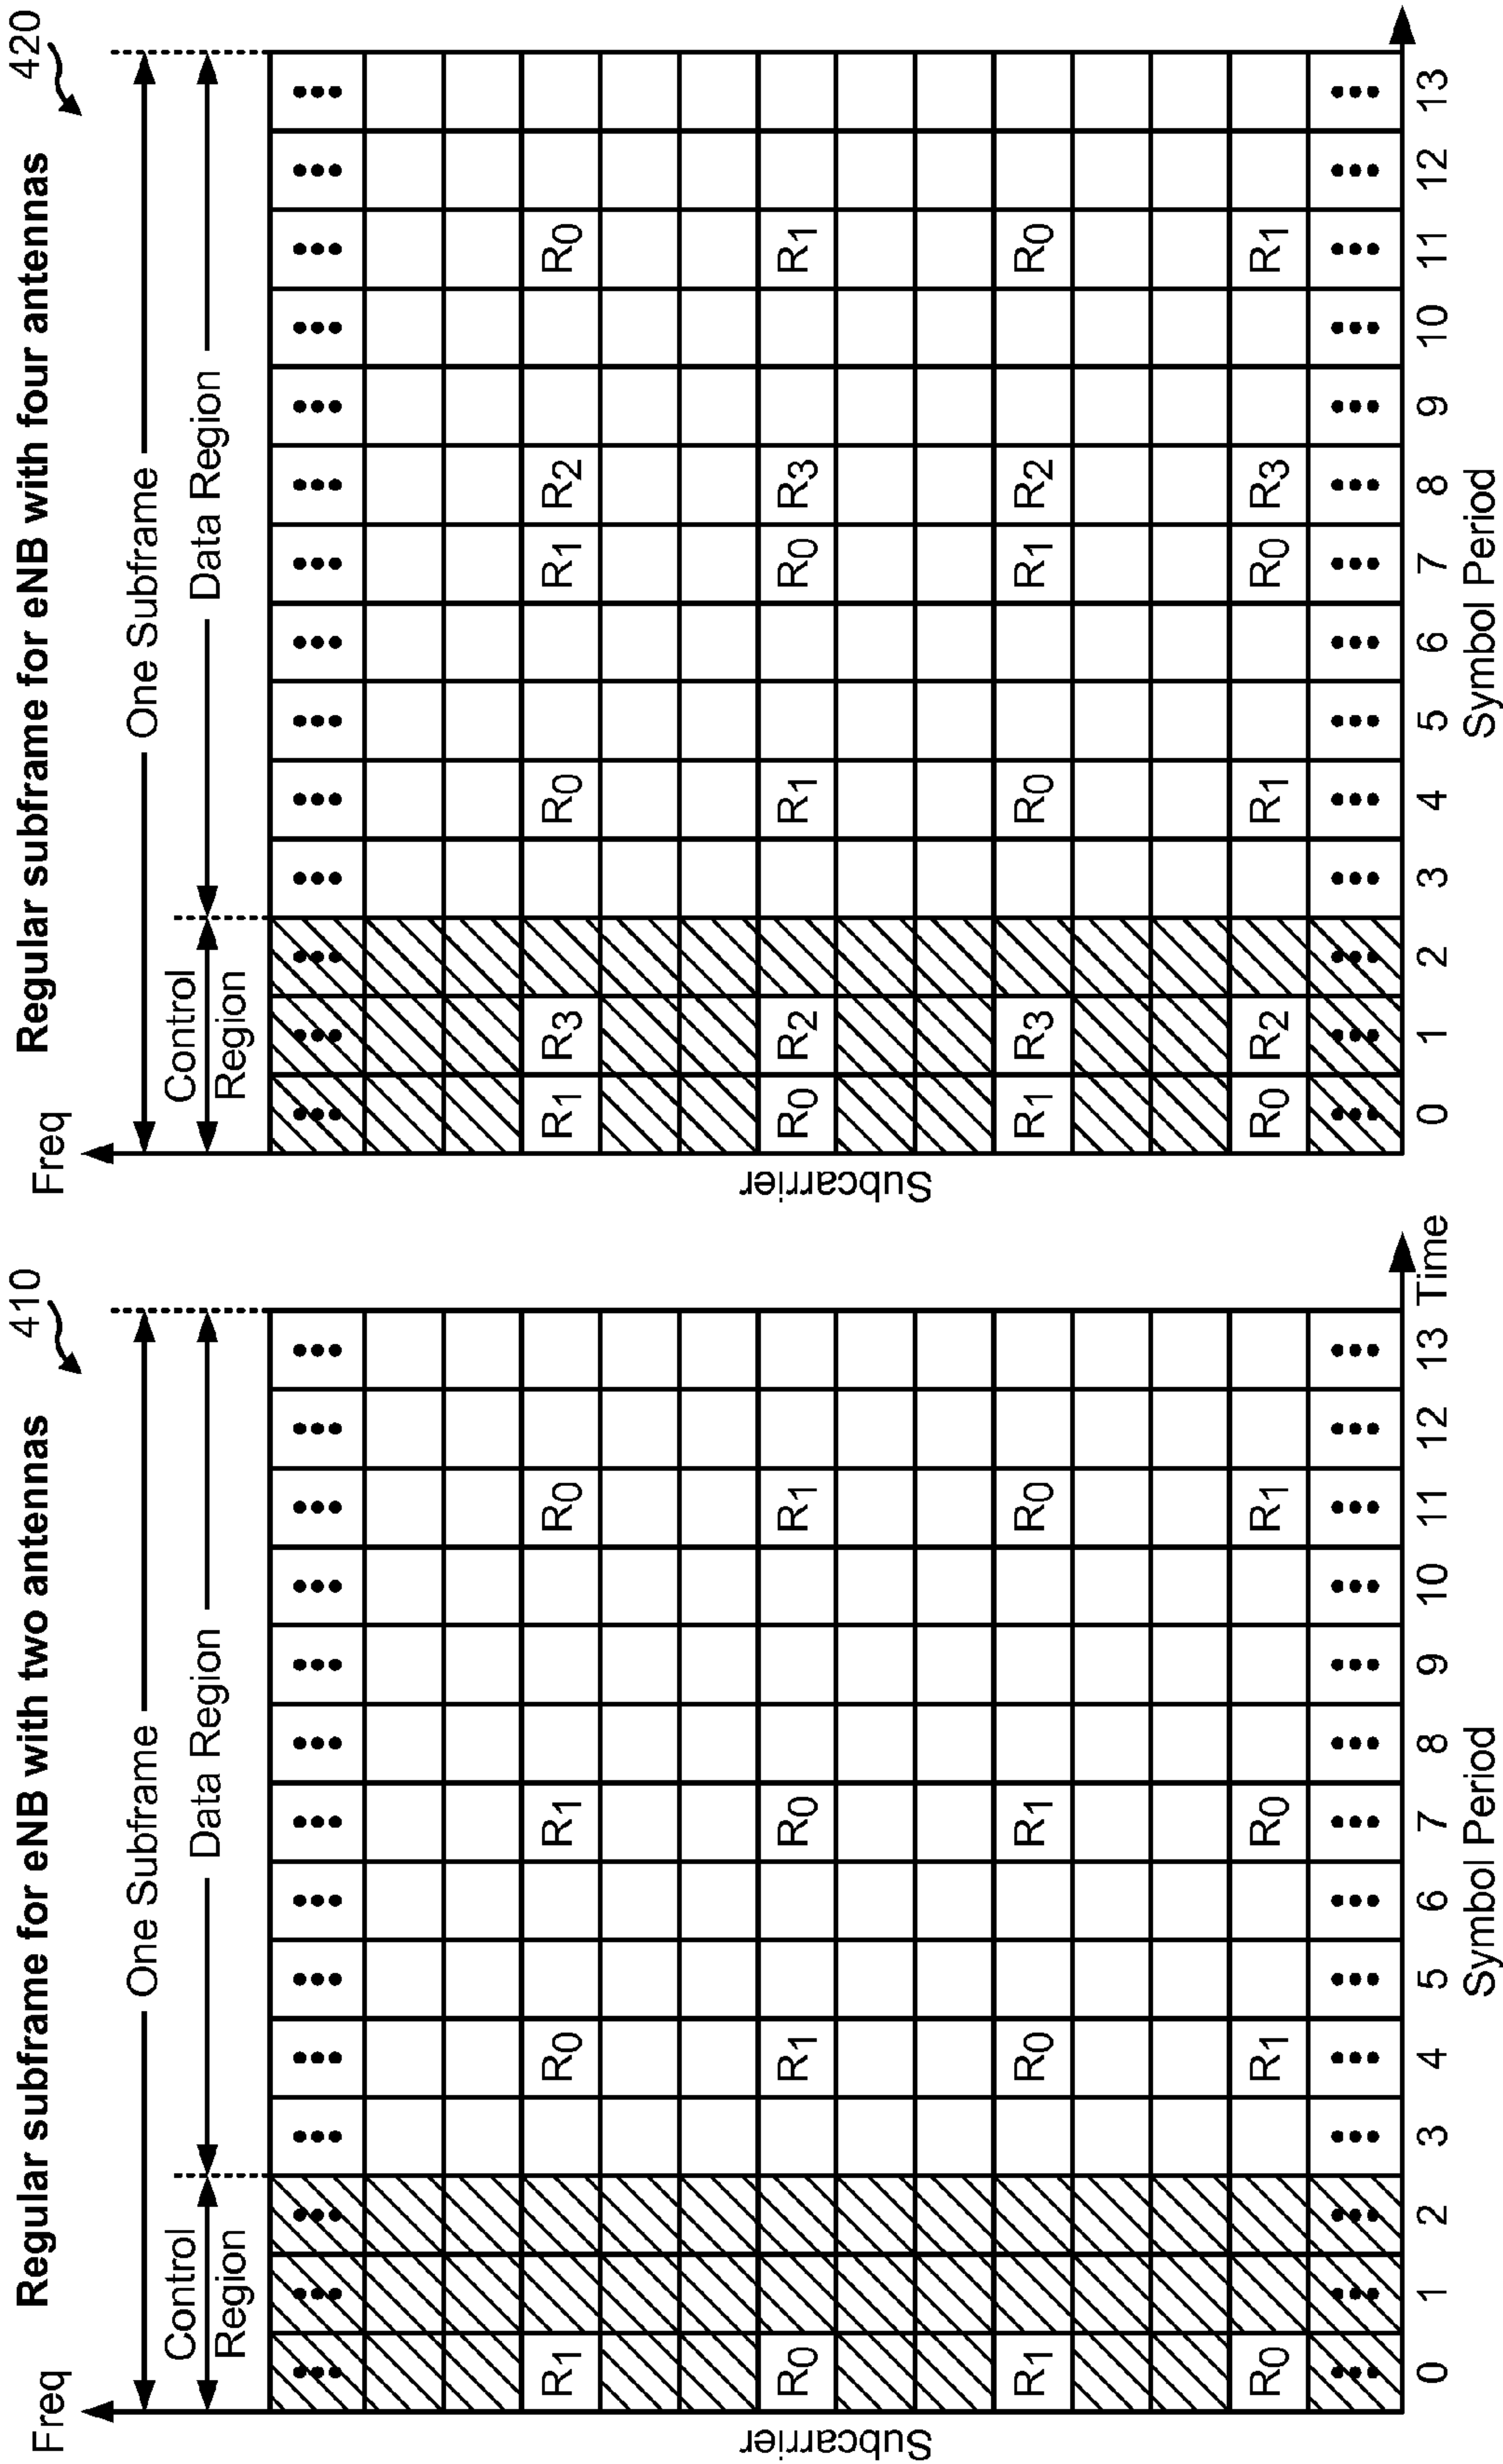 Regular subframe for eNB with two antennas
410
Freq
One Subframe
Control
Region
Data Region
Subcarrier
R1 R0 R1 R0
R0 R1 R0 R1
R1 R0 R1 R0
R0 R1 R0 R1
0 1 2 3 4 5 6 7 8 9 10 11 12 13
Time
Symbol Period
Regular subframe for eNB with four antennas
420
Freq
One Subframe
Control
Region
Data Region
Subcarrier
R1 R3 R0 R1 R2 R0
R0 R2 R1 R0 R3 R1
R1 R3 R0 R1 R2 R0
R0 R2 R1 R0 R3 R1
0 1 2 3 4 5 6 7 8 9 10 11 12 13
Symbol Period